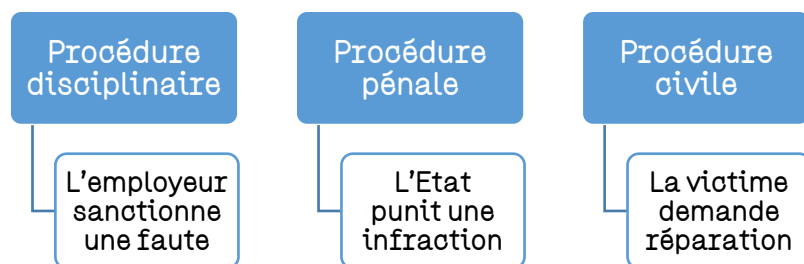 Procédure
disciplinaire
L'employeur
sanctionne
une faute
Procédure
pénale
L'Etat
punit une
infraction
Procédure
civile
La victime
demande
réparation